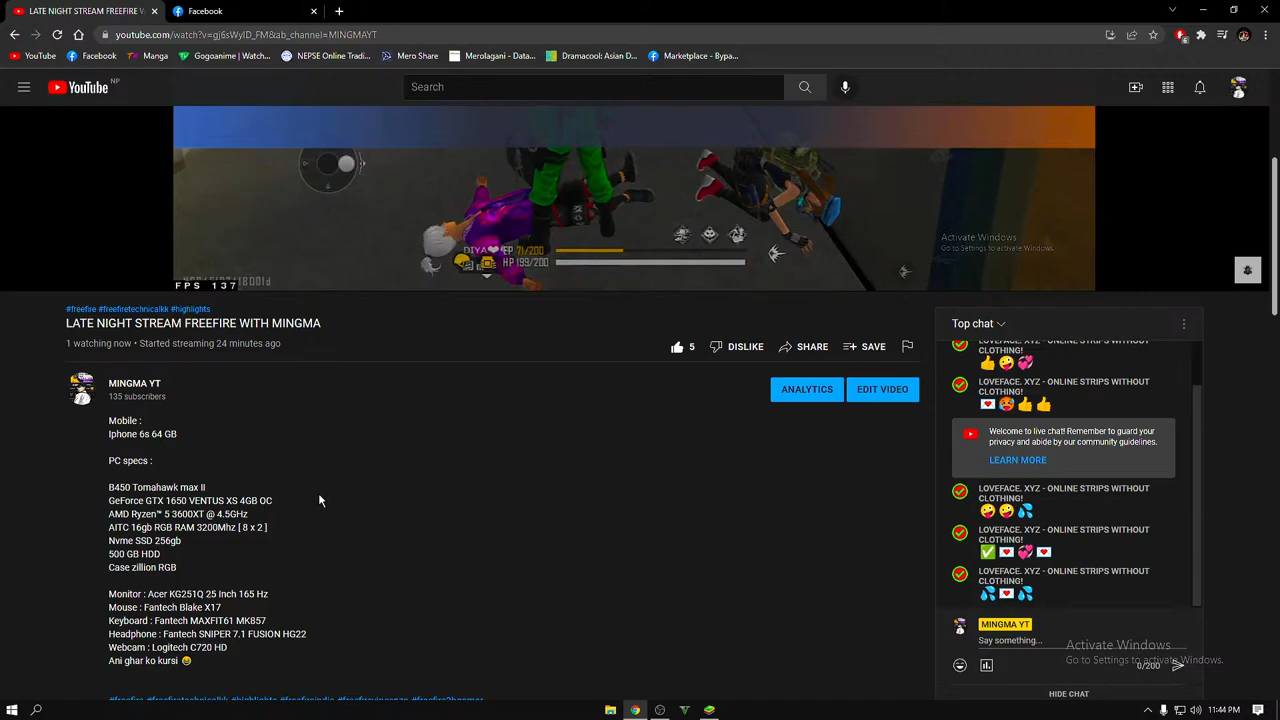 LATE NIGHT STREAM FREEFIRE W
Facebook
youtube.com/watch?v=gj6sWyID_FM&ab_channel=MINGMAYT
YouTube
Facebook
Manga
Gogoanime | Watch...
NEPSE Online Tradi...
Mero Share
Merolagani - Data...
Dramacool: Asian D...
Marketplace - Bypa...
YouTube NP
Search
DIYA❤ EP 71/200
HP 199/200
FPS 137
Activate Windows
Go to Settings to activate Windows.
#freefire #freefiretechnicalkk #highlights
LATE NIGHT STREAM FREEFIRE WITH MINGMA
1 watching now • Started streaming 24 minutes ago
5 DISLIKE SHARE SAVE
MINGMA YT
135 subscribers
ANALYTICS EDIT VIDEO
Mobile :
Iphone 6s 64 GB
PC specs :
B450 Tomahawk max II
GeForce GTX 1650 VENTUS XS 4GB OC
AMD Ryzen™ 5 3600XT @ 4.5GHz
AITC 16gb RGB RAM 3200Mhz [ 8 x 2 ]
Nvme SSD 256gb
500 GB HDD
Case zillion RGB
Monitor : Acer KG251Q 25 Inch 165 Hz
Mouse : Fantech Blake X17
Keyboard : Fantech MAXFIT61 MK857
Headphone : Fantech SNIPER 7.1 FUSION HG22
Webcam : Logitech C720 HD
Ani ghar ko kursi 😆
Top chat
LOVEFACE. XYZ - ONLINE STRIPS WITHOUT
CLOTHING!
👍🤪💞
LOVEFACE. XYZ - ONLINE STRIPS WITHOUT
CLOTHING!
💌🥵👍👍
Welcome to live chat! Remember to guard your
privacy and abide by our community guidelines.
LEARN MORE
LOVEFACE. XYZ - ONLINE STRIPS WITHOUT
CLOTHING!
🤪🤪💦
LOVEFACE. XYZ - ONLINE STRIPS WITHOUT
CLOTHING!
✅💌💞💌
LOVEFACE. XYZ - ONLINE STRIPS WITHOUT
CLOTHING!
💦💌💦
MINGMA YT
Say something...
0/200
Activate Windows
Go to Settings to activate Windows.
HIDE CHAT
11:44 PM